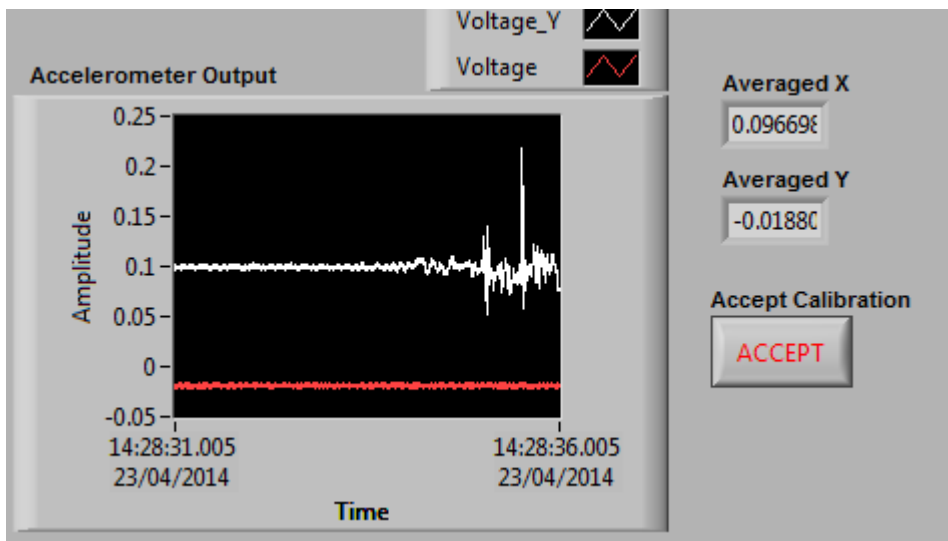 Voltage_Y
Voltage
Accelerometer Output
0.25
0.2
0.15
0.1
0.05
0
-0.05
Amplitude
14:28:31.005
23/04/2014
14:28:36.005
23/04/2014
Time
Averaged X
0.096698
Averaged Y
-0.01880
Accept Calibration
ACCEPT